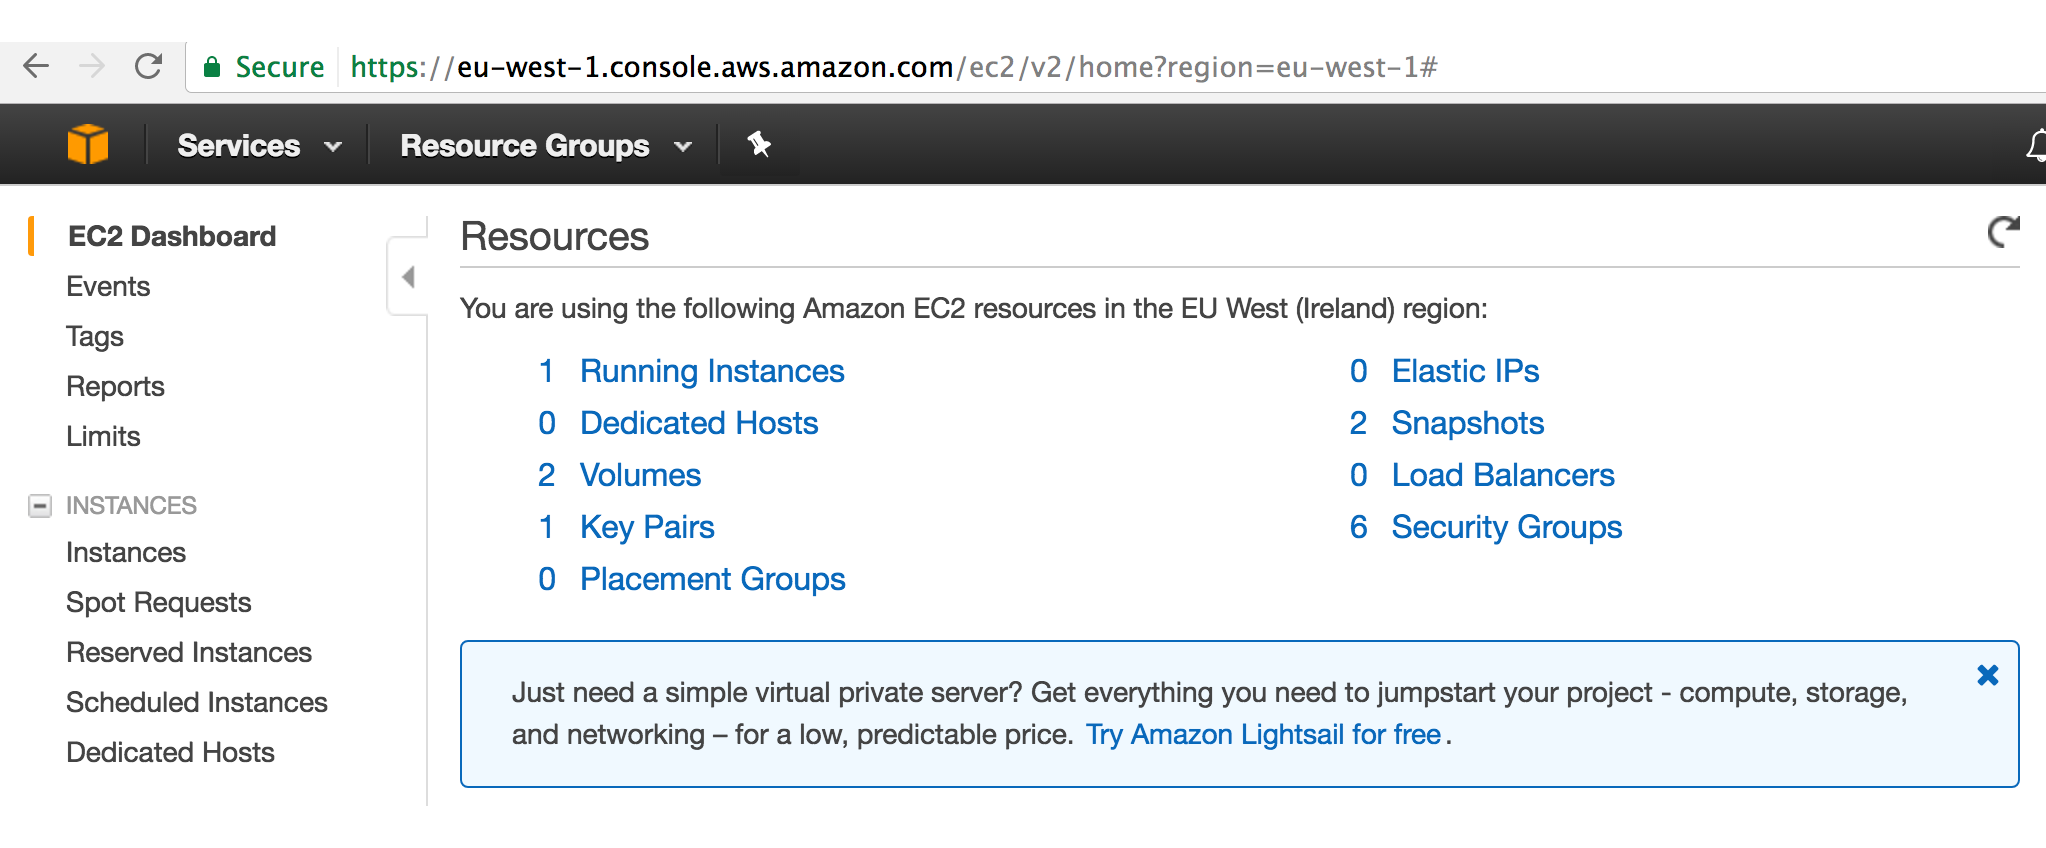 Secure https://eu-west-1.console.aws.amazon.com/ec2/v2/home?region=eu-west-1#
Services Resource Groups
EC2 Dashboard
Events
Tags
Reports
Limits
INSTANCES
Instances
Spot Requests
Reserved Instances
Scheduled Instances
Dedicated Hosts
Resources
You are using the following Amazon EC2 resources in the EU West (Ireland) region:
1 Running Instances
0 Dedicated Hosts
2 Volumes
1 Key Pairs
0 Placement Groups
0 Elastic IPs
2 Snapshots
0 Load Balancers
6 Security Groups
Just need a simple virtual private server? Get everything you need to jumpstart your project - compute, storage,
and networking – for a low, predictable price. Try Amazon Lightsail for free.